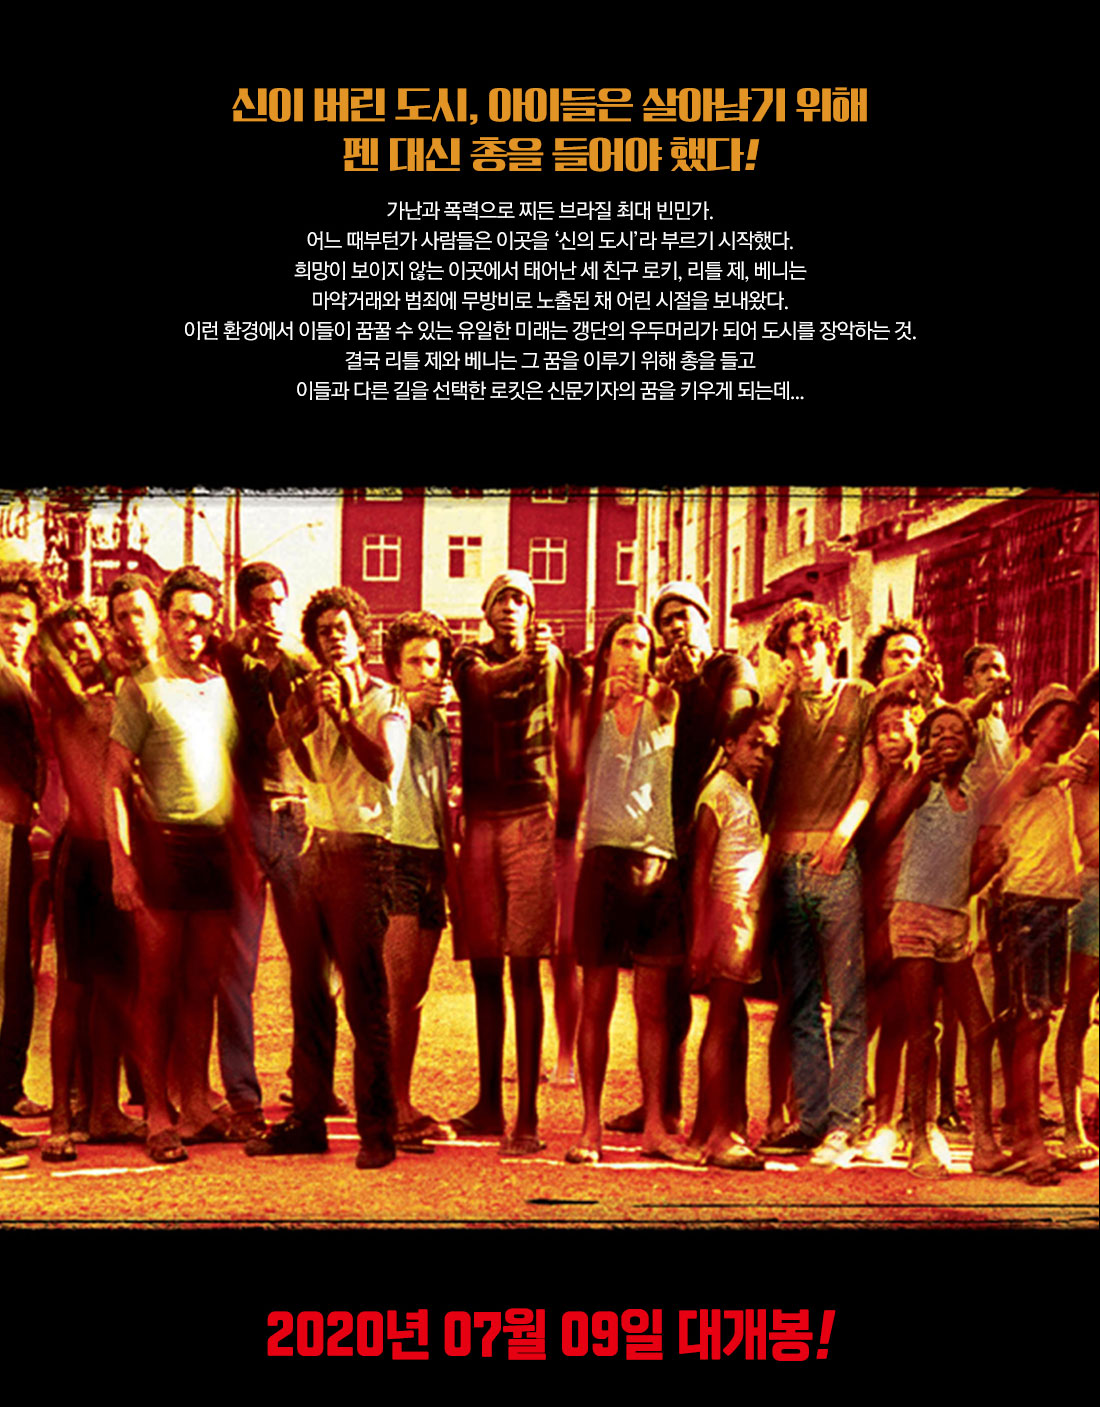 신이 버린 도시, 아이들은 살아남기 위해
펜 대신 총을 들어야 했다!
가난과 폭력으로 찌든 브라질 최대 빈민가.
어느 때부턴가 사람들은 이곳을 ‘신의 도시’라 부르기 시작했다.
희망이 보이지 않는 이곳에서 태어난 세 친구 로키, 리틀 제, 베니는
마약거래와 범죄에 무방비로 노출된 채 어린 시절을 보내왔다.
이런 환경에서 이들이 꿈꿀 수 있는 유일한 미래는 갱단의 우두머리가 되어 도시를 장악하는 것.
결국 리틀 제와 베니는 그 꿈을 이루기 위해 총을 들고
이들과 다른 길을 선택한 로킷은 신문기자의 꿈을 키우게 되는데...
2020년 07월 09일 대개봉!